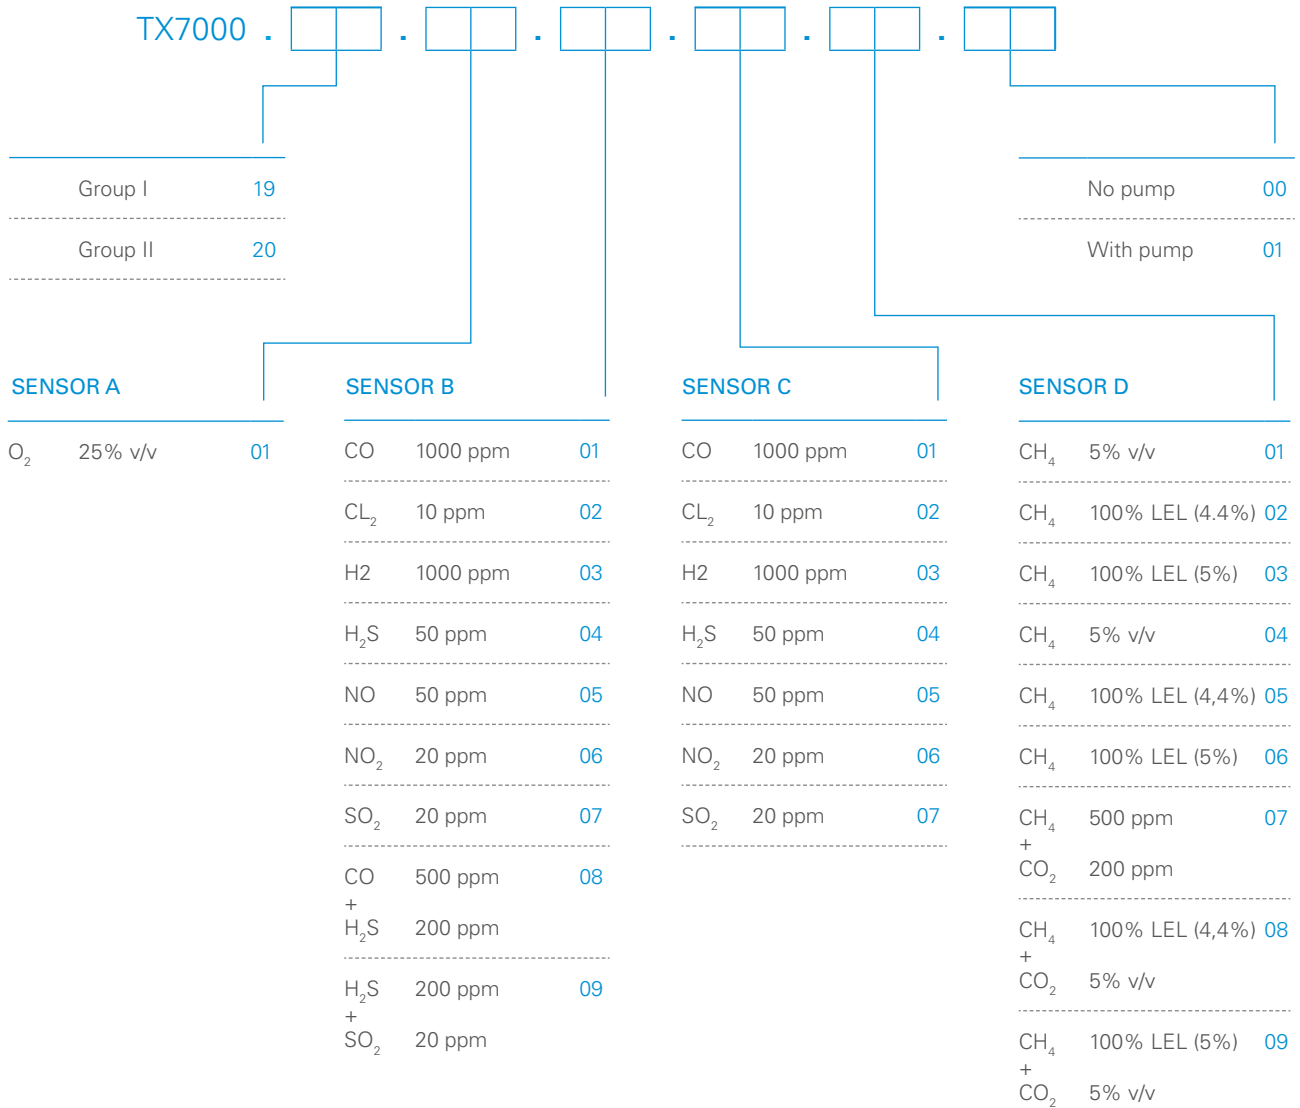 TX7000 . . . . . .
Group I 19
Group II 20
No pump 00
With pump 01
SENSOR A
O₂ 25% v/v 01
SENSOR B
CO 1000 ppm 01
CL₂ 10 ppm 02
H2 1000 ppm 03
H₂S 50 ppm 04
NO 50 ppm 05
NO₂ 20 ppm 06
SO₂ 20 ppm 07
CO 500 ppm 08
+
H₂S 200 ppm
H₂S 200 ppm 09
+
SO₂ 20 ppm
SENSOR C
CO 1000 ppm 01
CL₂ 10 ppm 02
H2 1000 ppm 03
H₂S 50 ppm 04
NO 50 ppm 05
NO₂ 20 ppm 06
SO₂ 20 ppm 07
SENSOR D
CH₄ 5% v/v 01
CH₄ 100% LEL (4.4%) 02
CH₄ 100% LEL (5%) 03
CH₄ 5% v/v 04
CH₄ 100% LEL (4,4%) 05
CH₄ 100% LEL (5%) 06
CH₄ 500 ppm 07
+
CO₂ 200 ppm
CH₄ 100% LEL (4,4%) 08
+
CO₂ 5% v/v
CH₄ 100% LEL (5%) 09
+
CO₂ 5% v/v